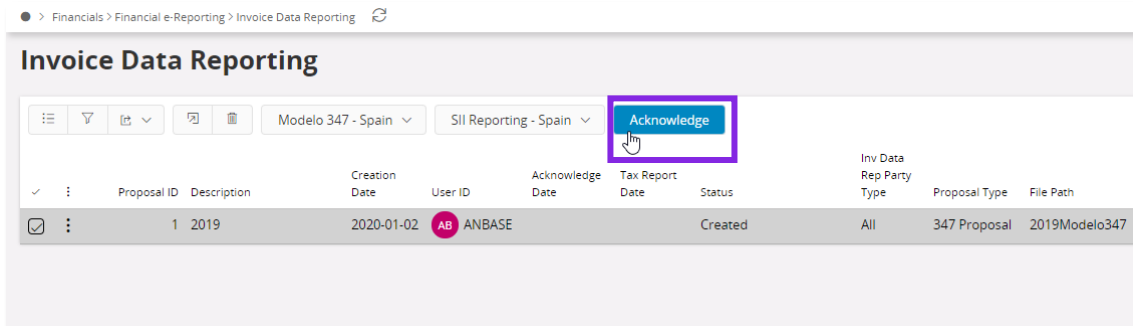 > Financials > Financial e-Reporting > Invoice Data Reporting
Invoice Data Reporting
Modelo 347 - Spain
SII Reporting - Spain
Acknowledge
Proposal ID
Description
Creation
Date
User ID
Acknowledge
Date
Tax Report
Date
Status
Inv Data
Rep Party
Type
Proposal Type
File Path
1 2019 2020-01-02 AB ANBASE Created All 347 Proposal 2019Modelo347